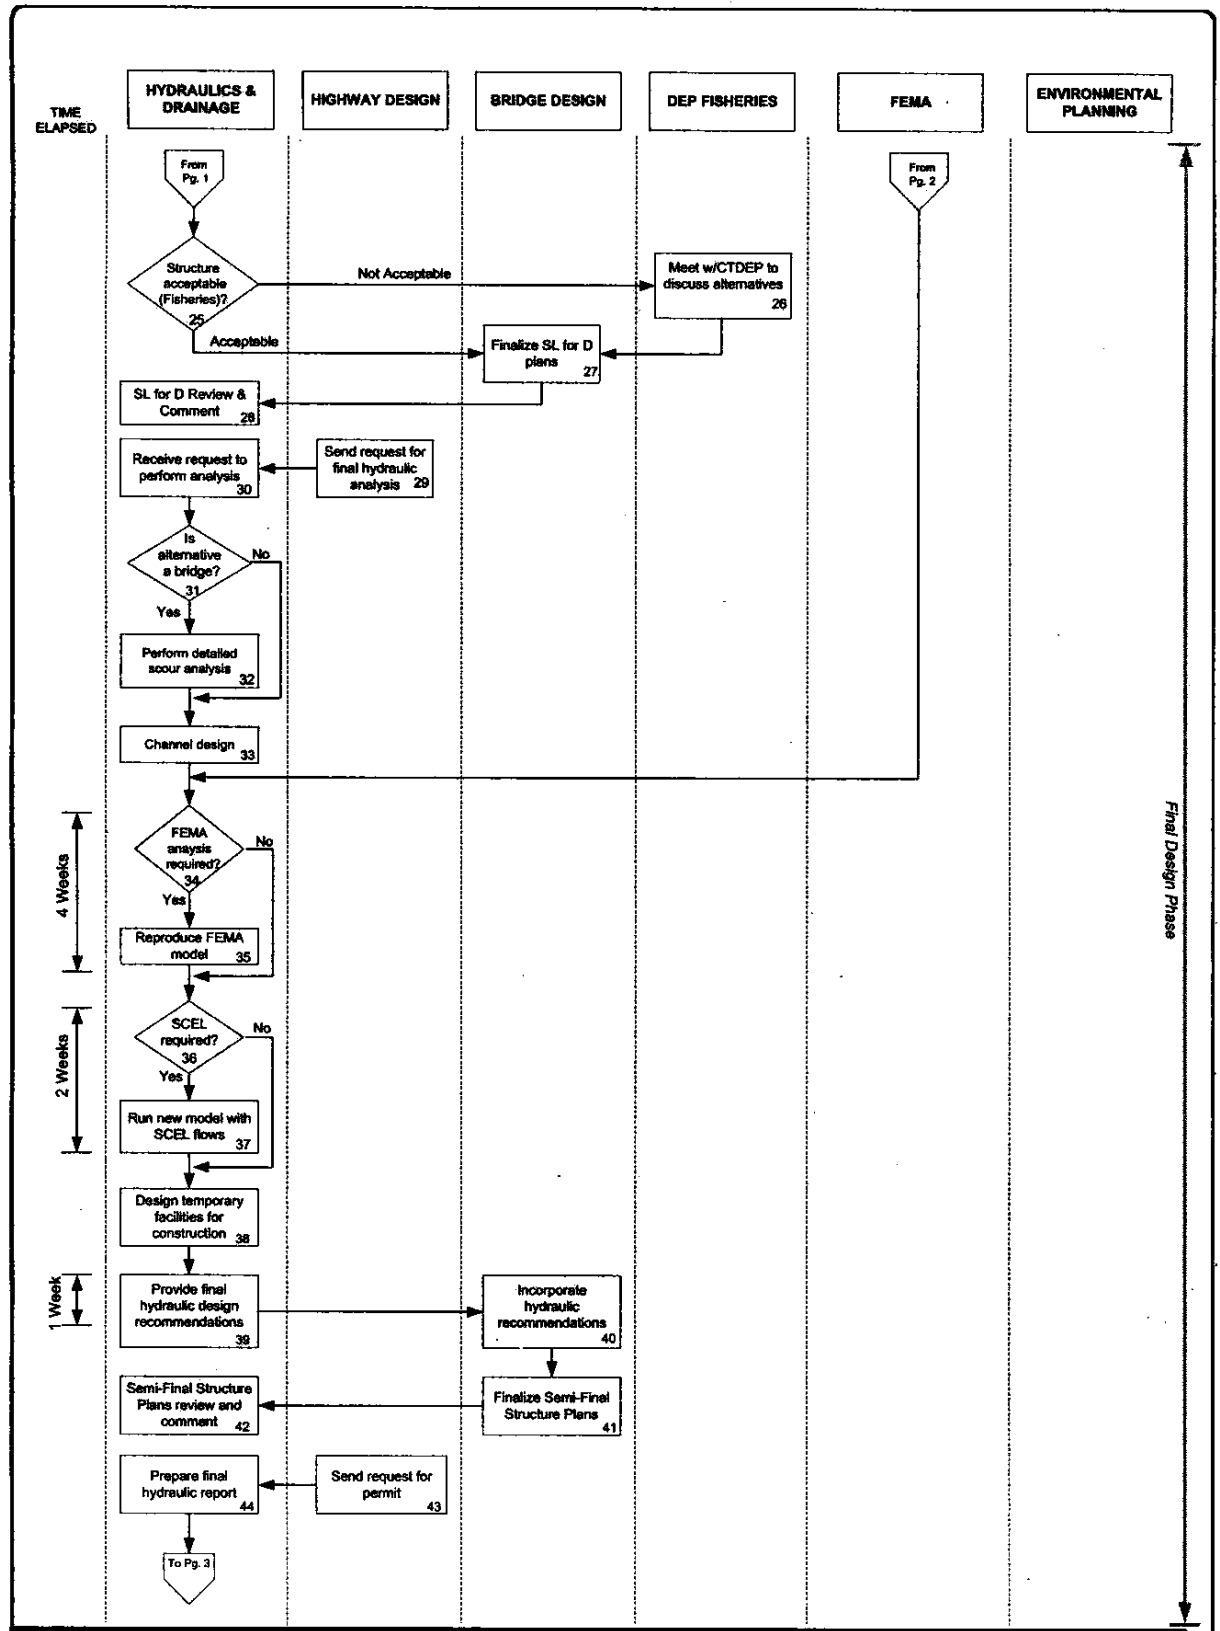 TIME
ELAPSED
HYDRAULICS &
DRAINAGE
HIGHWAY DESIGN
BRIDGE DESIGN
DEP FISHERIES
FEMA
ENVIRONMENTAL
PLANNING
From
Pg. 1
From
Pg. 2
Structure
acceptable
(Fisheries)?
25
Not Acceptable
Meet w/CTDEP to
discuss alternatives
26
Acceptable
Finalize SL for D
plans
27
SL for D Review &
Comment
28
Receive request to
perform analysis
30
Send request for
final hydraulic
analysis
29
Is
alternative
a bridge?
31
No
Yes
Perform detailed
scour analysis
32
Channel design
33
4 Weeks
FEMA
anaysis
required?
34
No
Yes
Reproduce FEMA
model
35
2 Weeks
SCEL
required?
36
No
Yes
Run new model with
SCEL flows
37
Design temporary
facilities for
construction
38
1 Week
Provide final
hydraulic design
recommendations
39
Incorporate
hydraulic
recommendations
40
Semi-Final Structure
Plans review and
comment
42
Finalize Semi-Final
Structure Plans
41
Prepare final
hydraulic report
44
Send request for
permit
43
To Pg. 3
Final Design Phase